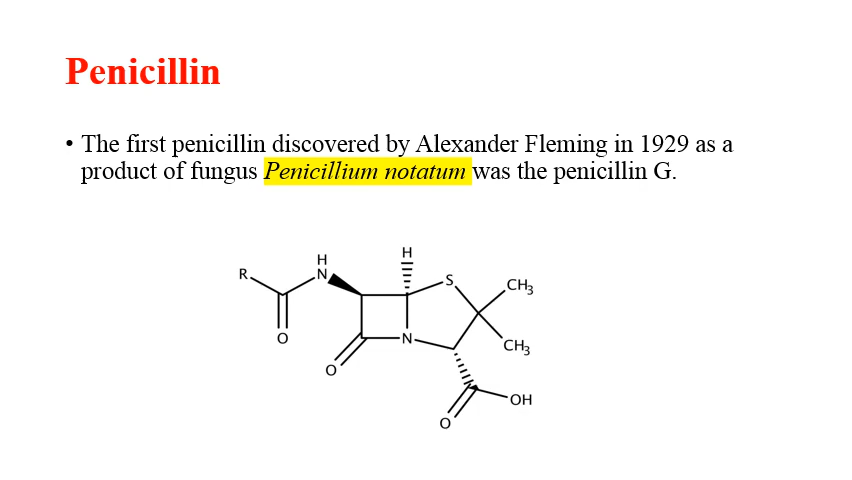 Penicillin
• The first penicillin discovered by Alexander Fleming in 1929 as a
product of fungus Penicillium notatum was the penicillin G.
H
H
N
R
S
CH3
O
N
CH3
O
OH
O